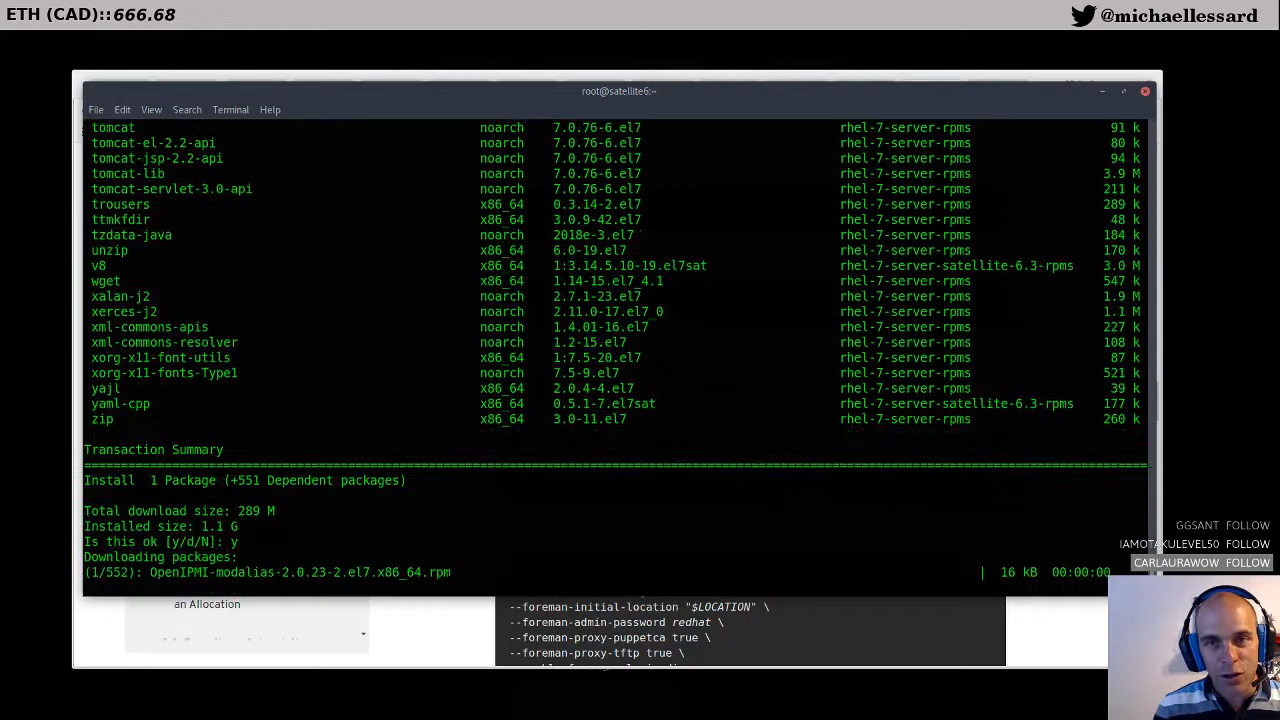 ETH (CAD)::666.68
@michaellessard
root@satellite6:~
File Edit View Search Terminal Help
tomcat noarch 7.0.76-6.el7 rhel-7-server-rpms 91 k
tomcat-el-2.2-api noarch 7.0.76-6.el7 rhel-7-server-rpms 80 k
tomcat-jsp-2.2-api noarch 7.0.76-6.el7 rhel-7-server-rpms 94 k
tomcat-lib noarch 7.0.76-6.el7 rhel-7-server-rpms 3.9 M
tomcat-servlet-3.0-api noarch 7.0.76-6.el7 rhel-7-server-rpms 211 k
trousers x86_64 0.3.14-2.el7 rhel-7-server-rpms 289 k
ttmkfdir x86_64 3.0.9-42.el7 rhel-7-server-rpms 48 k
tzdata-java noarch 2018e-3.el7 rhel-7-server-rpms 184 k
unzip x86_64 6.0-19.el7 rhel-7-server-rpms 170 k
v8 x86_64 1:3.14.5.10-19.el7sat rhel-7-server-satellite-6.3-rpms 3.0 M
wget x86_64 1.14-15.el7_4.1 rhel-7-server-rpms 547 k
xalan-j2 noarch 2.7.1-23.el7 rhel-7-server-rpms 1.9 M
xerces-j2 noarch 2.11.0-17.el7_0 rhel-7-server-rpms 1.1 M
xml-commons-apis noarch 1.4.01-16.el7 rhel-7-server-rpms 227 k
xml-commons-resolver noarch 1.2-15.el7 rhel-7-server-rpms 108 k
xorg-x11-font-utils x86_64 1:7.5-20.el7 rhel-7-server-rpms 87 k
xorg-x11-fonts-Type1 noarch 7.5-9.el7 rhel-7-server-rpms 521 k
yajl x86_64 2.0.4-4.el7 rhel-7-server-rpms 39 k
yaml-cpp x86_64 0.5.1-7.el7sat rhel-7-server-satellite-6.3-rpms 177 k
zip x86_64 3.0-11.el7 rhel-7-server-rpms 260 k
Transaction Summary
Install 1 Package (+551 Dependent packages)
Total download size: 289 M
Installed size: 1.1 G
Is this ok [y/d/N]: y
Downloading packages:
(1/552): OpenIPMI-modalias-2.0.23-2.el7.x86_64.rpm | 16 kB 00:00:00
GGSANT FOLLOW
IAMOTAKULEVEL50 FOLLOW
CARLAURAWOW FOLLOW
an Allocation
--foreman-initial-location "$LOCATION" \
--foreman-admin-password redhat \
--foreman-proxy-puppetca true \
--foreman-proxy-tftp true \